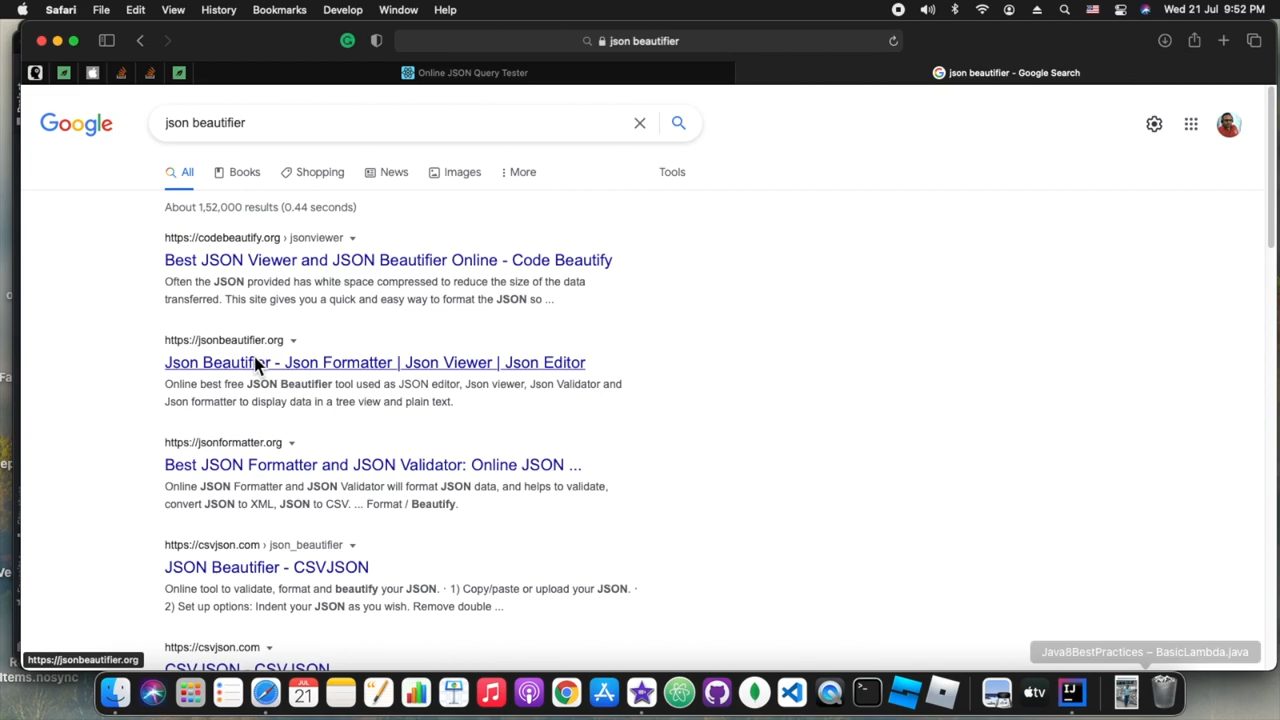 Safari File Edit View History Bookmarks Develop Window Help Wed 21 Jul 9:52 PM
json beautifier
Online JSON Query Tester
json beautifier - Google Search
Google
json beautifier
All Books Shopping News Images More Tools
About 1,52,000 results (0.44 seconds)
https://codebeautify.org › jsonviewer
Best JSON Viewer and JSON Beautifier Online - Code Beautify
Often the JSON provided has white space compressed to reduce the size of the data
transferred. This site gives you a quick and easy way to format the JSON so ...
https://jsonbeautifier.org
Json Beautifier - Json Formatter | Json Viewer | Json Editor
Online best free JSON Beautifier tool used as JSON editor, Json viewer, Json Validator and
Json formatter to display data in a tree view and plain text.
https://jsonformatter.org
Best JSON Formatter and JSON Validator: Online JSON ...
Online JSON Formatter and JSON Validator will format JSON data, and helps to validate,
convert JSON to XML, JSON to CSV. ... Format / Beautify.
https://csvjson.com › json_beautifier
JSON Beautifier - CSVJSON
Online tool to validate, format and beautify your JSON. · 1) Copy/paste or upload your JSON. ·
2) Set up options: Indent your JSON as you wish. Remove double ...
https://csvjson.com
CSVJSON - CSVJSON
Java8BestPractices – BasicLambda.java
https://jsonbeautifier.org
Items.nosync
JUL
21
tv
IJ